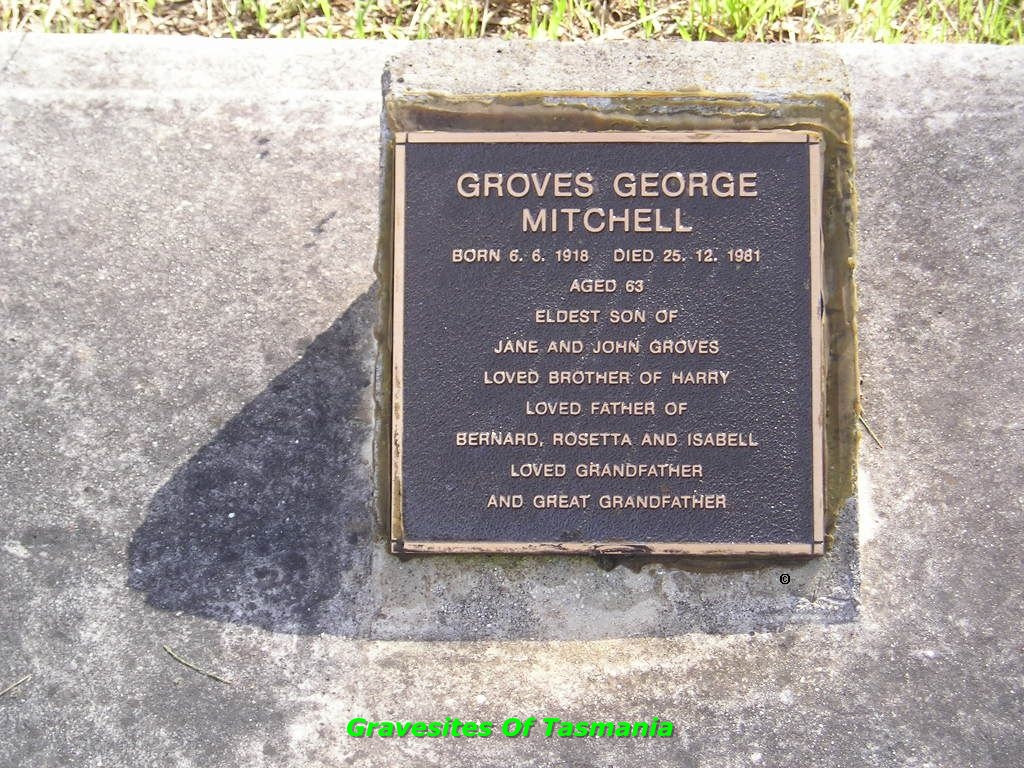 GROVES GEORGE
MITCHELL
BORN 6. 6. 1918 DIED 25. 12. 1981
AGED 63
ELDEST SON OF
JANE AND JOHN GROVES
LOVED BROTHER OF HARRY
LOVED FATHER OF
BERNARD, ROSETTA AND ISABELL
LOVED GRANDFATHER
AND GREAT GRANDFATHER
©
Gravesites Of Tasmania